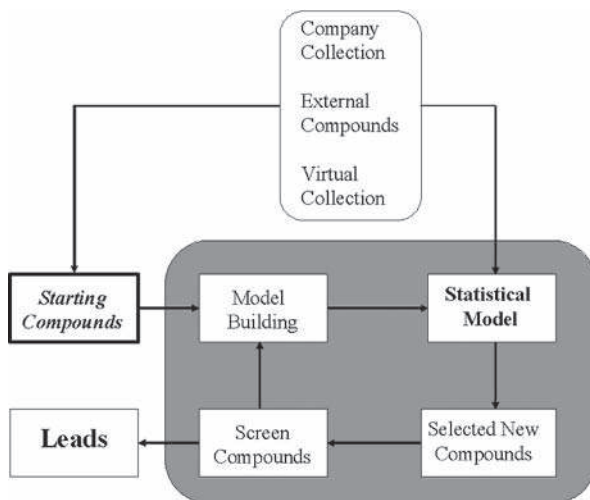 Company
Collection
External
Compounds
Virtual
Collection
Starting
Compounds
Model
Building
Statistical
Model
Leads
Screen
Compounds
Selected New
Compounds